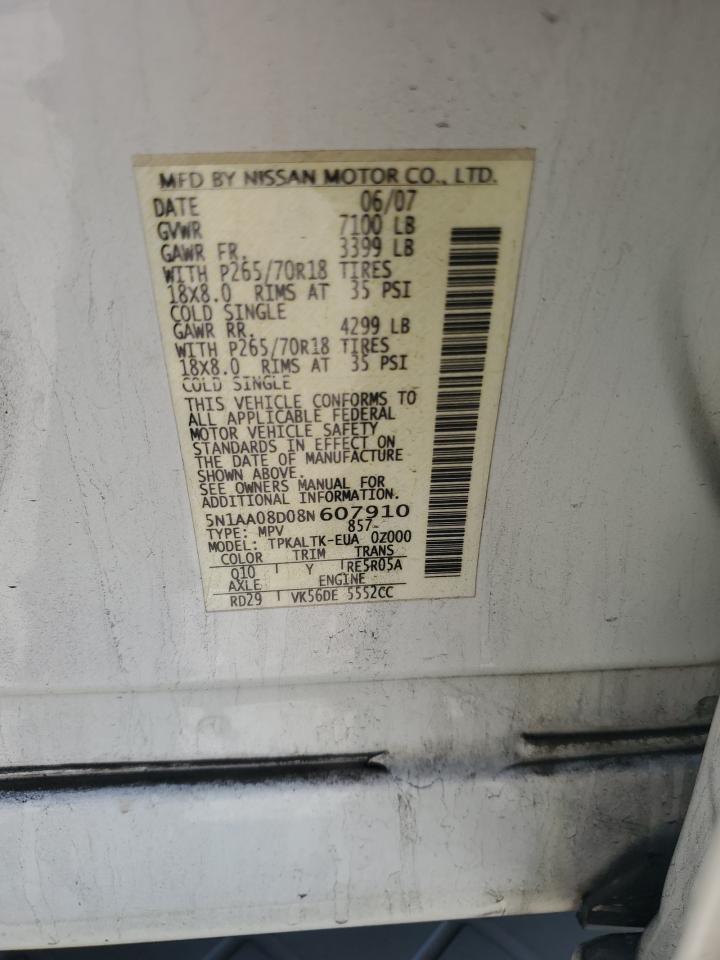 MFD BY NISSAN MOTOR CO., LTD.
DATE 06/07
GVWR 7100 LB
GAWR FR. 3399 LB
WITH P265/70R18 TIRES
18X8.0 RIMS AT 35 PSI
COLD SINGLE
GAWR RR. 4299 LB
WITH P265/70R18 TIRES
18X8.0 RIMS AT 35 PSI
COLD SINGLE
THIS VEHICLE CONFORMS TO
ALL APPLICABLE FEDERAL
MOTOR VEHICLE SAFETY
STANDARDS IN EFFECT ON
THE DATE OF MANUFACTURE
SHOWN ABOVE.
SEE OWNERS MANUAL FOR
ADDITIONAL INFORMATION.
5N1AA08D08N607910
TYPE: MPV 857-
MODEL: TPKALTK-EUA 0Z000
COLOR TRIM TRANS
Q10 Y RE5R05A
AXLE ENGINE
RD29 VK56DE 5552CC